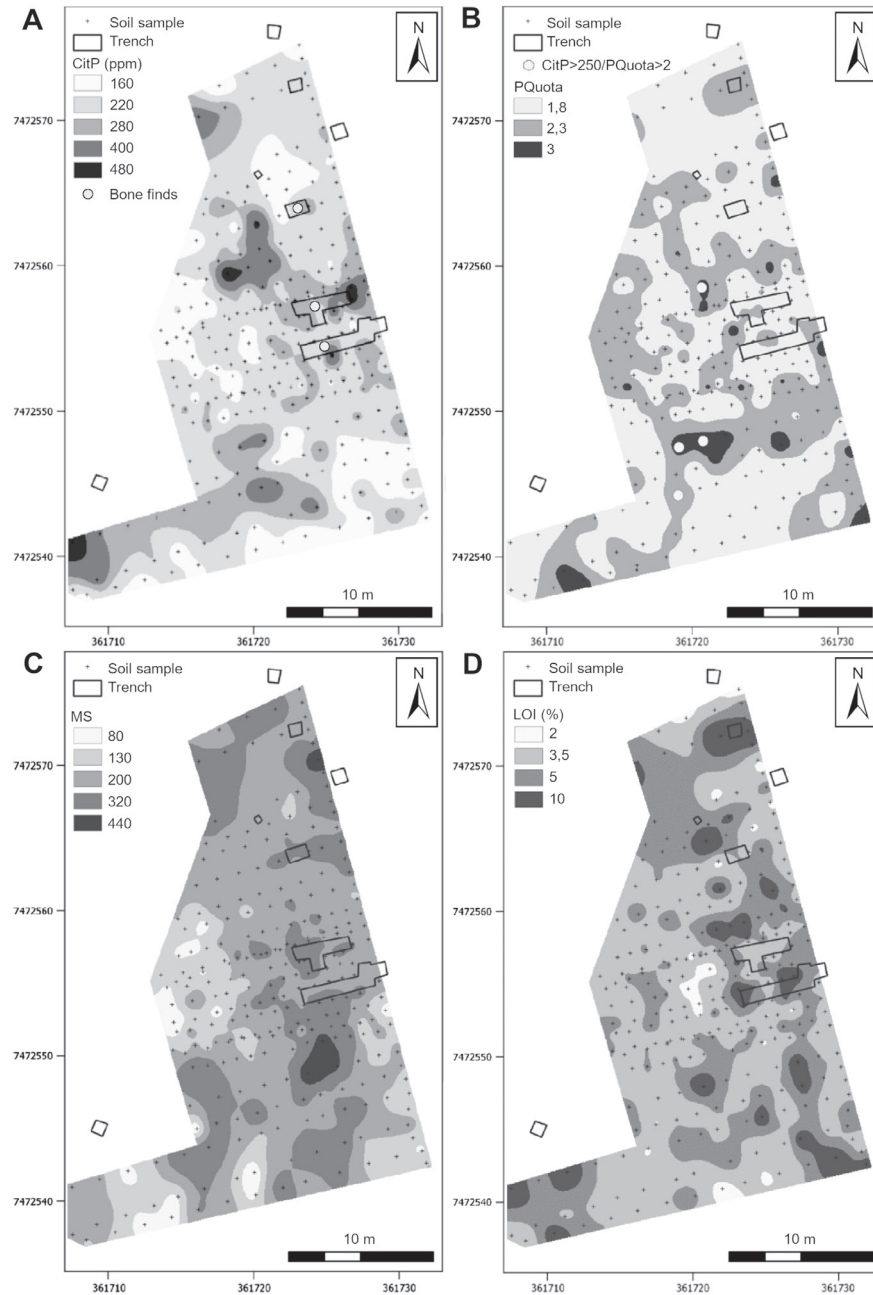 A
+ Soil sample
Trench
CitP (ppm)
160
220
280
400
480
Bone finds
N
7472570
7472560
7472550
7472540
10 m
361710 361720 361730
B
+ Soil sample
Trench
CitP>250/PQuota>2
PQuota
1,8
2,3
3
N
7472570
7472560
7472550
7472540
10 m
361710 361720 361730
C
+ Soil sample
Trench
MS
80
130
200
320
440
N
7472570
7472560
7472550
7472540
10 m
361710 361720 361730
D
+ Soil sample
Trench
LOI (%)
2
3,5
5
10
N
7472570
7472560
7472550
7472540
10 m
361710 361720 361730